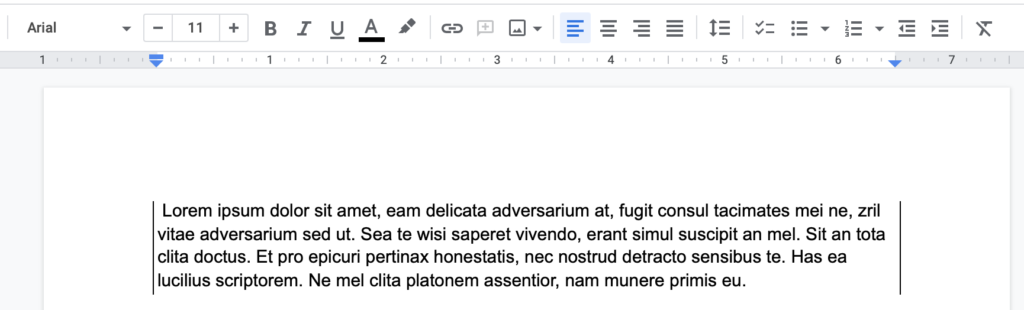 Arial - 11 + B I U A
1 1 2 3 4 5 6 7
Lorem ipsum dolor sit amet, eam delicata adversarium at, fugit consul tacimates mei ne, zril
vitae adversarium sed ut. Sea te wisi saperet vivendo, erant simul suscipit an mel. Sit an tota
clita doctus. Et pro epicuri pertinax honestatis, nec nostrud detracto sensibus te. Has ea
lucilius scriptorem. Ne mel clita platonem assentior, nam munere primis eu.